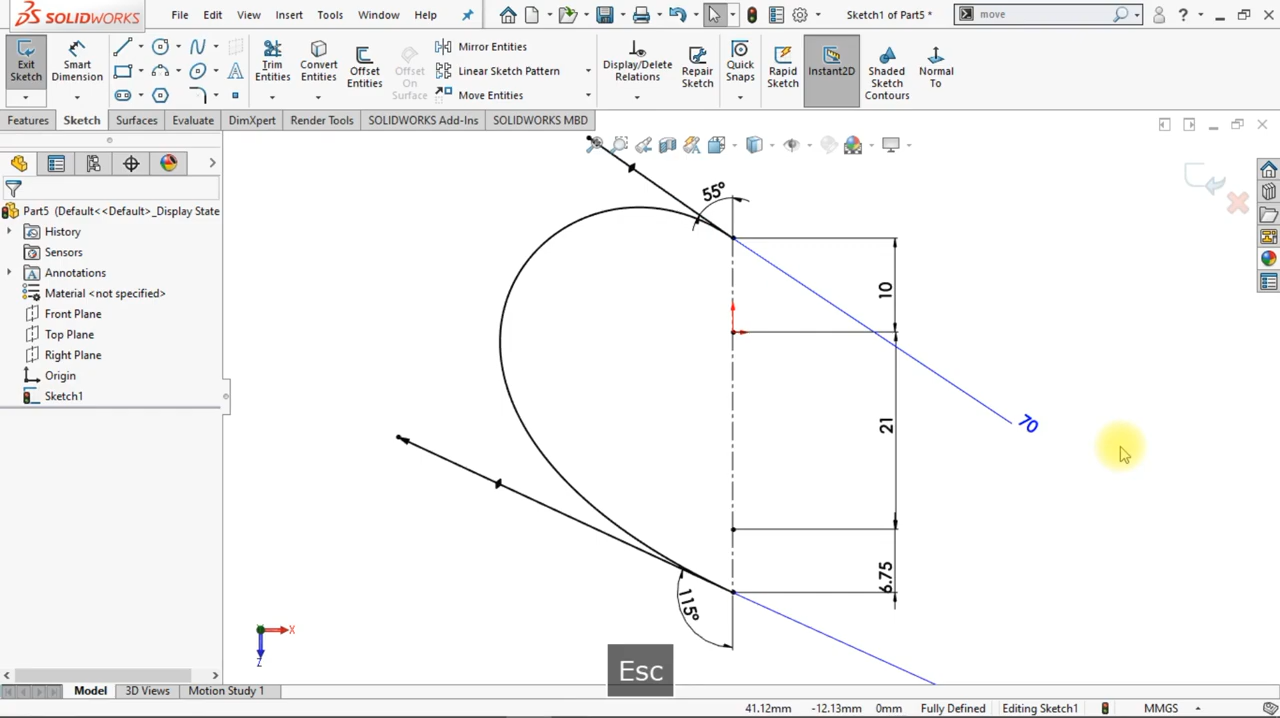 SOLIDWORKS
File Edit View Insert Tools Window Help
Sketch1 of Part5 *
move
Exit Sketch
Smart Dimension
Trim Entities
Convert Entities
Offset Entities
Offset On Surface
Mirror Entities
Linear Sketch Pattern
Move Entities
Display/Delete Relations
Repair Sketch
Quick Snaps
Rapid Sketch
Instant2D
Shaded Sketch Contours
Normal To
Features Sketch Surfaces Evaluate DimXpert Render Tools SOLIDWORKS Add-Ins SOLIDWORKS MBD
Part5 (Default<<Default>_Display State
History
Sensors
Annotations
Material <not specified>
Front Plane
Top Plane
Right Plane
Origin
Sketch1
55°
10
70
21
6.75
115°
X
Z
Esc
Model 3D Views Motion Study 1
41.12mm -12.13mm 0mm Fully Defined Editing Sketch1 MMGS